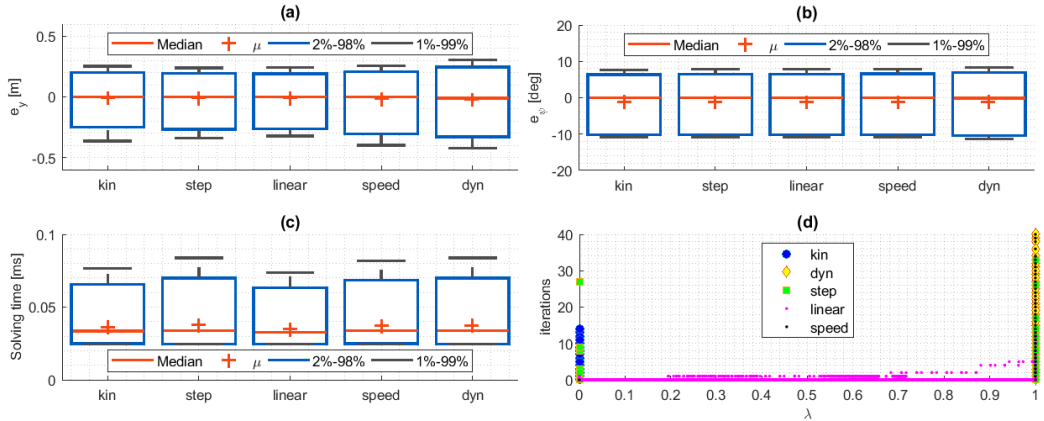 (a)
Median μ 2%-98% 1%-99%
e_y [m]
0.5
0
-0.5
kin step linear speed dyn
(b)
Median μ 2%-98% 1%-99%
e_ψ [deg]
20
10
0
-10
-20
kin step linear speed dyn
(c)
Solving time [ms]
0.1
0.05
0
Median μ 2%-98% 1%-99%
kin step linear speed dyn
(d)
iterations
40
30
20
10
0
kin
dyn
step
linear
speed
0 0.1 0.2 0.3 0.4 0.5 0.6 0.7 0.8 0.9 1
λ